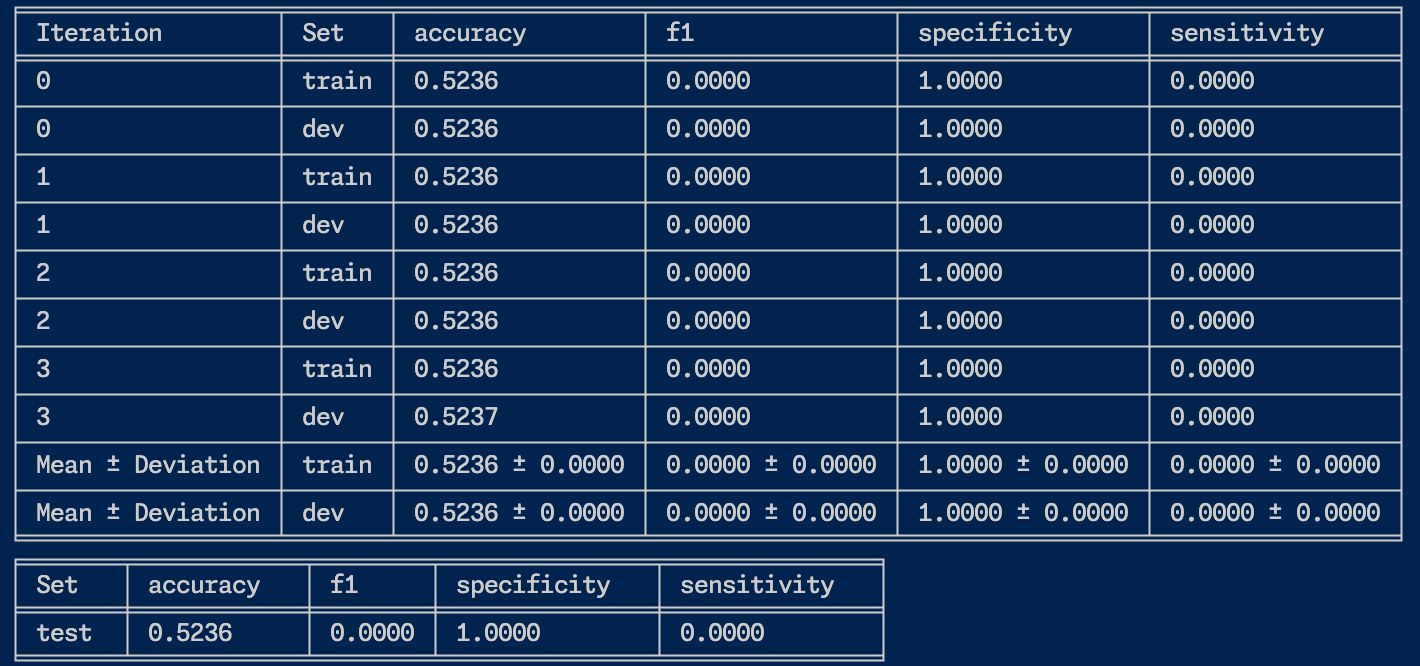 Iteration Set accuracy f1 specificity sensitivity
0 train 0.5236 0.0000 1.0000 0.0000
0 dev 0.5236 0.0000 1.0000 0.0000
1 train 0.5236 0.0000 1.0000 0.0000
1 dev 0.5236 0.0000 1.0000 0.0000
2 train 0.5236 0.0000 1.0000 0.0000
2 dev 0.5236 0.0000 1.0000 0.0000
3 train 0.5236 0.0000 1.0000 0.0000
3 dev 0.5237 0.0000 1.0000 0.0000
Mean ± Deviation train 0.5236 ± 0.0000 0.0000 ± 0.0000 1.0000 ± 0.0000 0.0000 ± 0.0000
Mean ± Deviation dev 0.5236 ± 0.0000 0.0000 ± 0.0000 1.0000 ± 0.0000 0.0000 ± 0.0000
Set accuracy f1 specificity sensitivity
test 0.5236 0.0000 1.0000 0.0000